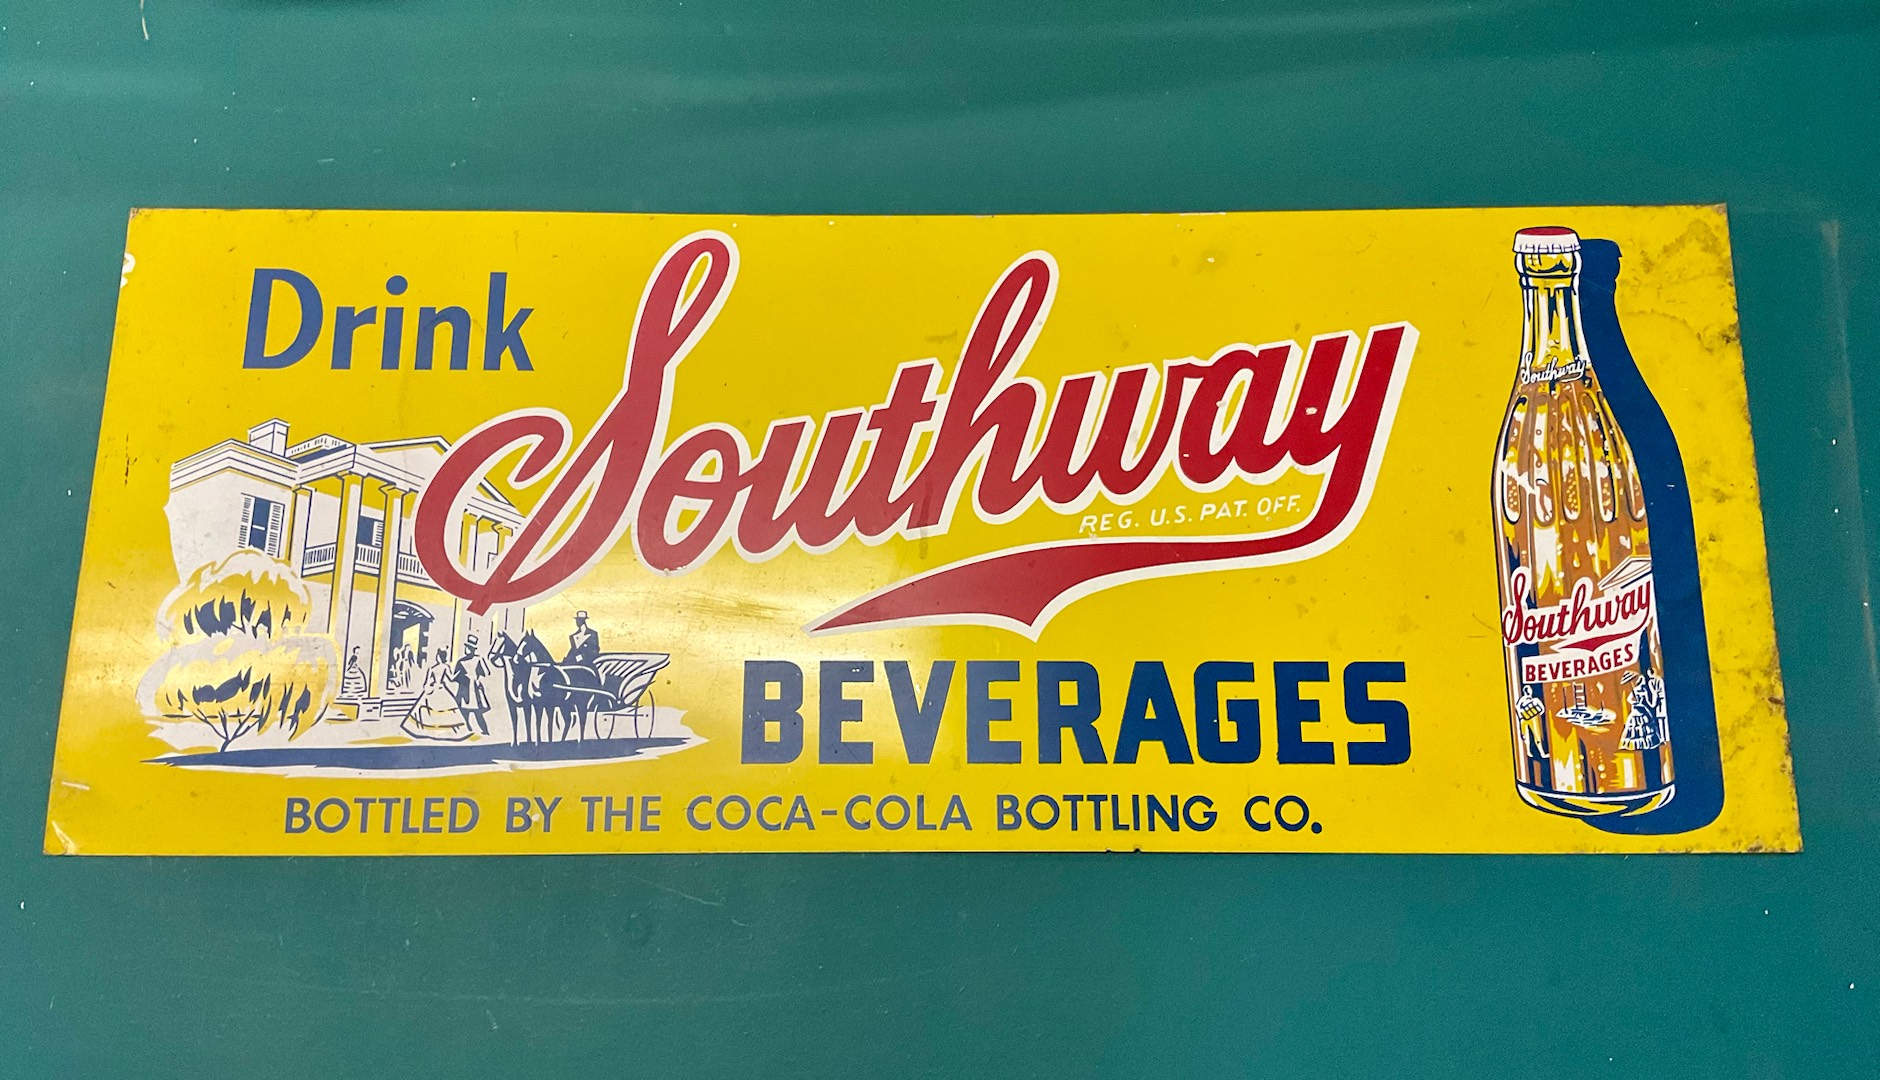 Drink Southway
REG. U.S. PAT. OFF.
BEVERAGES
BOTTLED BY THE COCA-COLA BOTTLING CO.
Southway
Southway
BEVERAGES